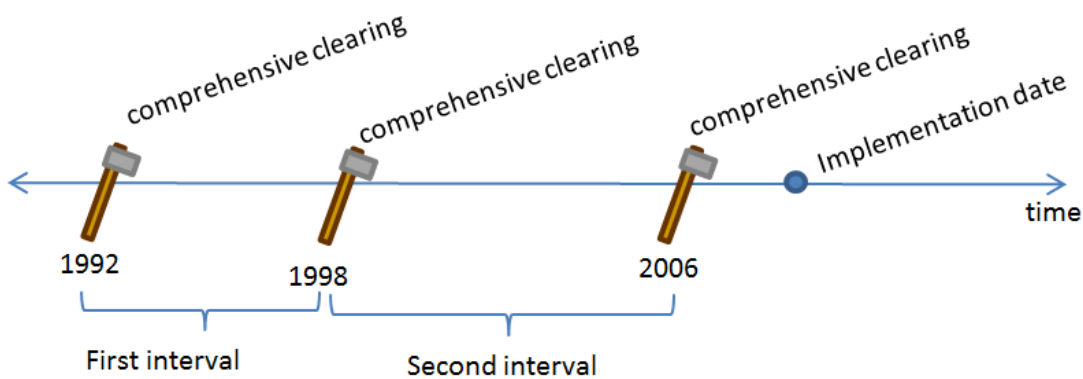 comprehensive clearing
comprehensive clearing
comprehensive clearing
Implementation date
time
1992
1998
2006
First interval
Second interval